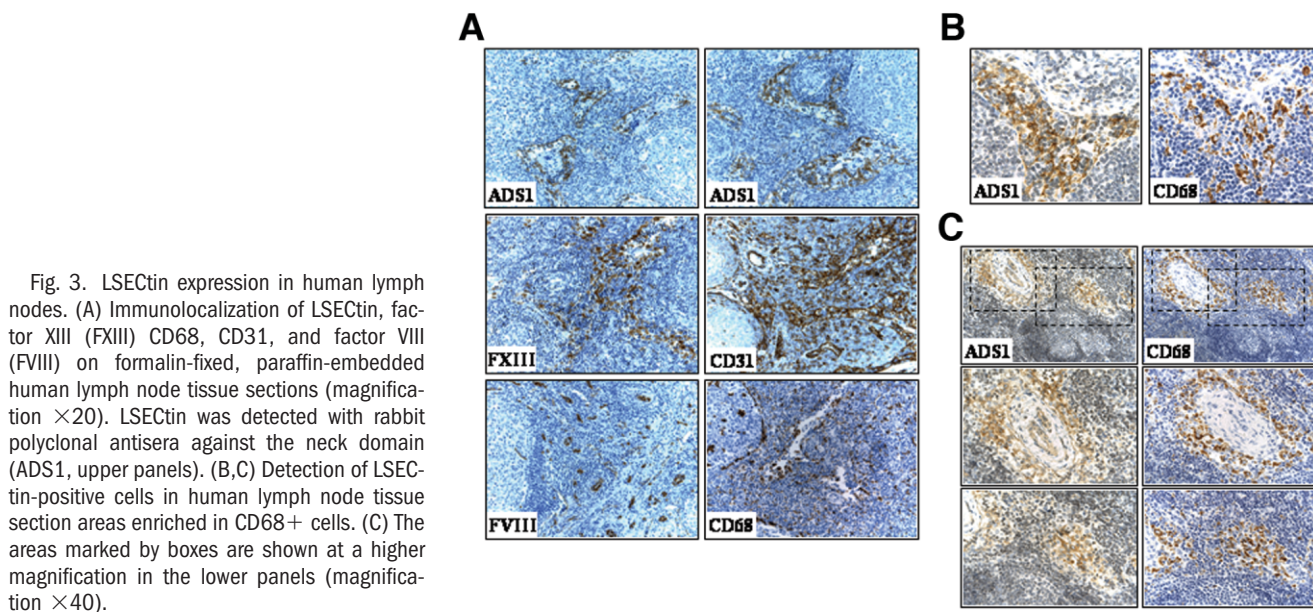 Fig. 3. LSECtin expression in human lymph
nodes. (A) Immunolocalization of LSECtin, fac-
tor XIII (FXIII) CD68, CD31, and factor VIII
(FVIII) on formalin-fixed, paraffin-embedded
human lymph node tissue sections (magnifica-
tion ×20). LSECtin was detected with rabbit
polyclonal antisera against the neck domain
(ADS1, upper panels). (B,C) Detection of LSEC-
tin-positive cells in human lymph node tissue
section areas enriched in CD68+ cells. (C) The
areas marked by boxes are shown at a higher
magnification in the lower panels (magnifica-
tion ×40).
A
ADS1
ADS1
FXIII
CD31
FVIII
CD68
B
ADS1
CD68
C
ADS1
CD68